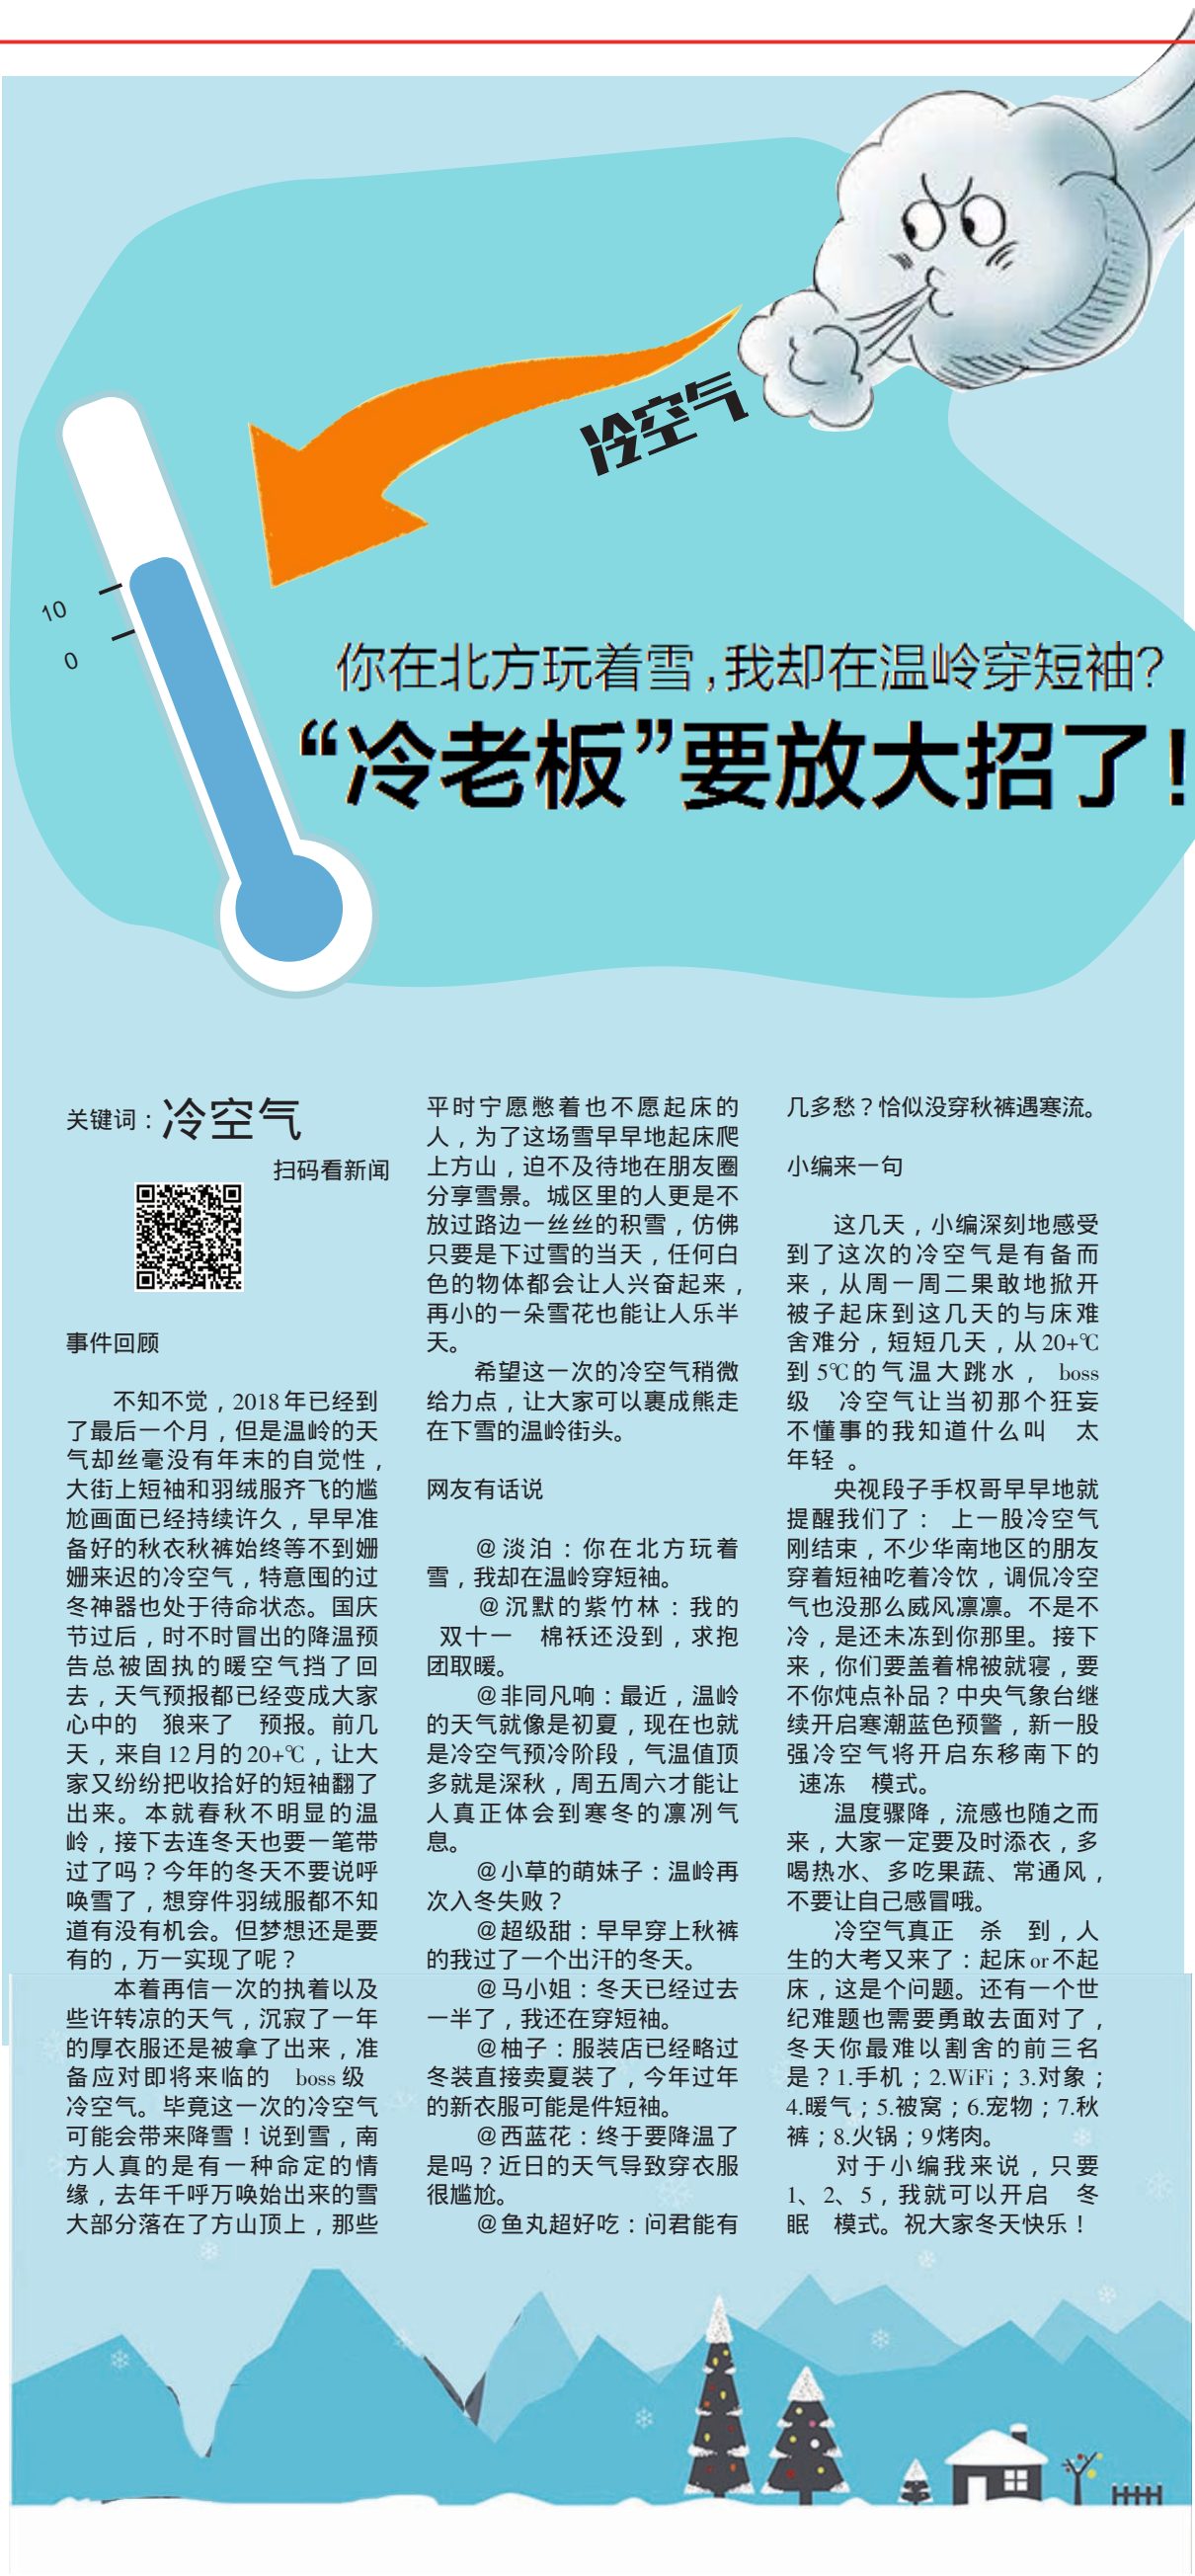 冷空气
10
0
你在北方玩着雪，我却在温岭穿短袖？
“冷老板”要放大招了！
关键词：冷空气
扫码看新闻
事件回顾
不知不觉，2018年已经到
了最后一个月，但是温岭的天
气却丝毫没有年末的自觉性，
大街上短袖和羽绒服齐飞的尴
尬画面已经持续许久，早早准
备好的秋衣秋裤始终等不到姗
姗来迟的冷空气，特意囤的过
冬神器也处于待命状态。国庆
节过后，时不时冒出的降温预
告总被固执的暖空气挡了回
去，天气预报都已经变成大家
心中的 狼来了 预报。前几
天，来自12月的20+℃，让大
家又纷纷把收拾好的短袖翻了
出来。本就春秋不明显的温
岭，接下去连冬天也要一笔带
过了吗？今年的冬天不要说呼
唤雪了，想穿件羽绒服都不知
道有没有机会。但梦想还是要
有的，万一实现了呢？
本着再信一次的执着以及
些许转凉的天气，沉寂了一年
的厚衣服还是被拿了出来，准
备应对即将来临的 boss级
冷空气。毕竟这一次的冷空气
可能会带来降雪！说到雪，南
方人真的是有一种命定的情
缘，去年千呼万唤始出来的雪
大部分落在了方山顶上，那些
平时宁愿憋着也不愿起床的
人，为了这场雪早早地起床爬
上方山，迫不及待地在朋友圈
分享雪景。城区里的人更是不
放过路边一丝丝的积雪，仿佛
只要是下过雪的当天，任何白
色的物体都会让人兴奋起来，
再小的一朵雪花也能让人乐半
天。
希望这一次的冷空气稍微
给力点，让大家可以裹成熊走
在下雪的温岭街头。
网友有话说
@淡泊：你在北方玩着
雪，我却在温岭穿短袖。
@沉默的紫竹林：我的
双十一 棉袄还没到，求抱
团取暖。
@非同凡响：最近，温岭
的天气就像是初夏，现在也就
是冷空气预冷阶段，气温值顶
多就是深秋，周五周六才能让
人真正体会到寒冬的凛冽气
息。
@小草的萌妹子：温岭再
次入冬失败？
@超级甜：早早穿上秋裤
的我过了一个出汗的冬天。
@马小姐：冬天已经过去
一半了，我还在穿短袖。
@柚子：服装店已经略过
冬装直接卖夏装了，今年过年
的新衣服可能是件短袖。
@西蓝花：终于要降温了
是吗？近日的天气导致穿衣服
很尴尬。
@鱼丸超好吃：问君能有
几多愁？恰似没穿秋裤遇寒流。
小编来一句
这几天，小编深刻地感受
到了这次的冷空气是有备而
来，从周一周二果敢地掀开
被子起床到这几天的与床难
舍难分，短短几天，从20+℃
到5℃的气温大跳水， boss
级 冷空气让当初那个狂妄
不懂事的我知道什么叫 太
年轻 。
央视段子手权哥早早地就
提醒我们了： 上一股冷空气
刚结束，不少华南地区的朋友
穿着短袖吃着冷饮，调侃冷空
气也没那么威风凛凛。不是不
冷，是还未冻到你那里。接下
来，你们要盖着棉被就寝，要
不你炖点补品？中央气象台继
续开启寒潮蓝色预警，新一股
强冷空气将开启东移南下的
速冻 模式。
温度骤降，流感也随之而
来，大家一定要及时添衣，多
喝热水、多吃果蔬、常通风，
不要让自己感冒哦。
冷空气真正 杀 到，人
生的大考又来了：起床or不起
床，这是个问题。还有一个世
纪难题也需要勇敢去面对了，
冬天你最难以割舍的前三名
是？1.手机；2.WiFi；3.对象；
4.暖气；5.被窝；6.宠物；7.秋
裤；8.火锅；9烤肉。
对于小编我来说，只要
1、2、5，我就可以开启 冬
眠 模式。祝大家冬天快乐！